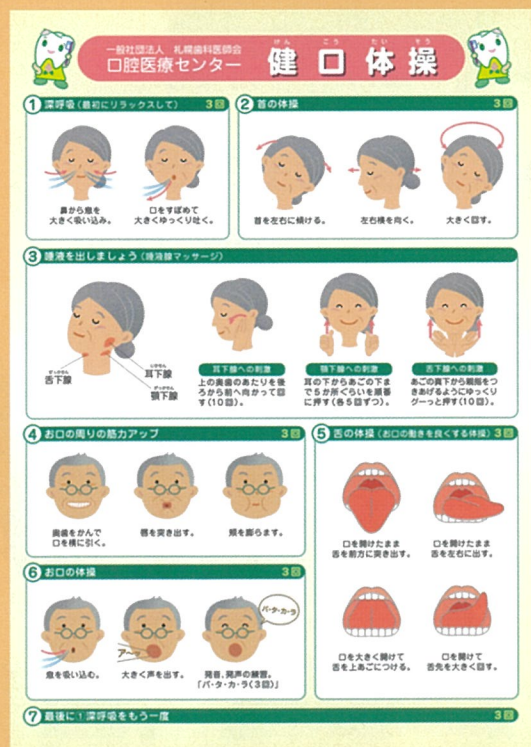 一般社団法人 札幌歯科医師会
口腔医療センター
けん こう たい そう
健口体操
① 深呼吸（最初にリラックスして） 3回
鼻から息を
大きく吸い込み。
口をすぼめて
大きくゆっくり吐く。
② 首の体操 3回
首を左右に傾ける。
左右横を向く。
大きく回す。
③ 唾液を出しましょう（唾液腺マッサージ）
ぜっかせん
舌下腺
じかせん
耳下腺
がっかせん
顎下腺
耳下腺への刺激
上の奥歯のあたりを後
ろから前へ向かって回
す(10回)。
顎下腺への刺激
耳の下からあごの下ま
で5か所ぐらいを順番
に押す(各5回ずつ)。
舌下腺への刺激
あごの真下から親指をつ
きあげるようにゆっくり
グーっと押す(10回)。
④ お口の周りの筋力アップ 3回
奥歯をかんで
口を横に引く。
唇を突き出す。
頬を膨らます。
⑤ 舌の体操（お口の働きを良くする体操） 3回
口を開けたまま
舌を前方に突き出す。
口を開けたまま
舌を左右に出す。
口を大きく開けて
舌を上あごにつける。
口を開けて
舌先を大きく回す。
⑥ お口の体操 3回
息を吸い込む。
アーッ
大きく声を出す。
パ・タ・カ・ラ
発音、発声の練習。
「パ・タ・カ・ラ(3回)」
⑦ 最後に！深呼吸をもう一度 3回